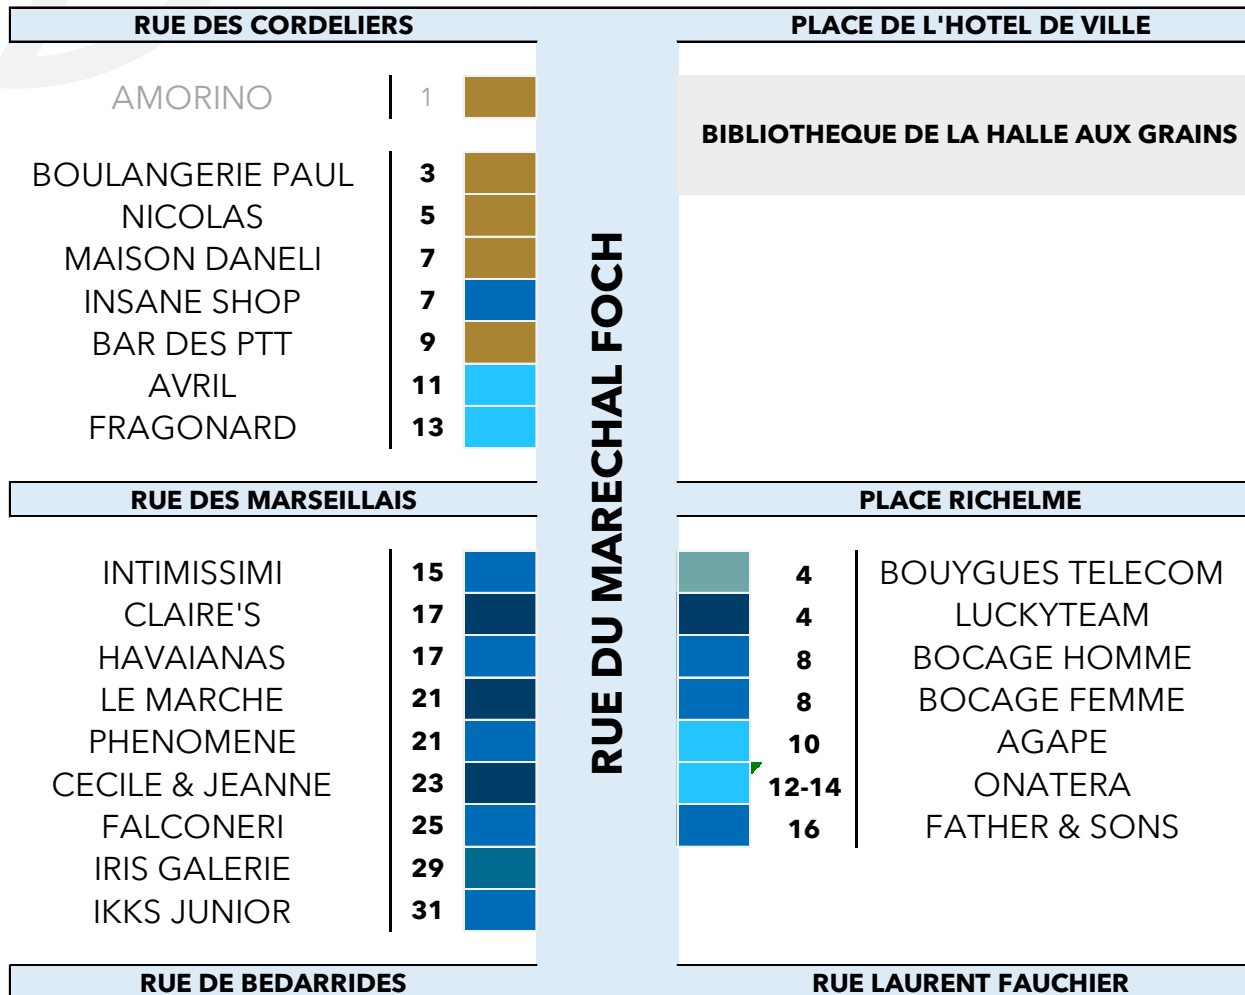 RUE DES CORDELIERS
PLACE DE L'HOTEL DE VILLE
AMORINO 1
BIBLIOTHEQUE DE LA HALLE AUX GRAINS
BOULANGERIE PAUL 3
NICOLAS 5
MAISON DANELI 7
INSANE SHOP 7
BAR DES PTT 9
AVRIL 11
FRAGONARD 13
RUE DU MARECHAL FOCH
RUE DES MARSEILLAIS
PLACE RICHELME
INTIMISSIMI 15
CLAIRE'S 17
HAVAIANAS 17
LE MARCHE 21
PHENOMENE 21
CECILE & JEANNE 23
FALCONERI 25
IRIS GALERIE 29
IKKS JUNIOR 31
4 BOUYGUES TELECOM
4 LUCKYTEAM
8 BOCAGE HOMME
8 BOCAGE FEMME
10 AGAPE
12-14 ONATERA
16 FATHER & SONS
RUE DE BEDARRIDES
RUE LAURENT FAUCHIER